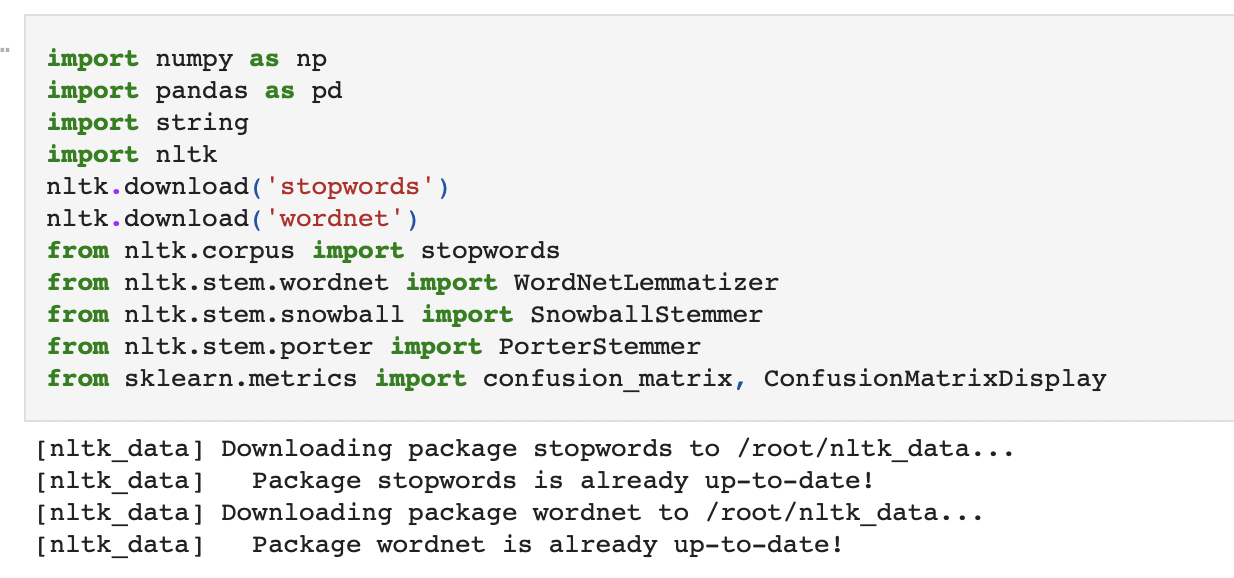 import numpy as np
import pandas as pd
import string
import nltk
nltk.download('stopwords')
nltk.download('wordnet')
from nltk.corpus import stopwords
from nltk.stem.wordnet import WordNetLemmatizer
from nltk.stem.snowball import SnowballStemmer
from nltk.stem.porter import PorterStemmer
from sklearn.metrics import confusion_matrix, ConfusionMatrixDisplay
[nltk_data] Downloading package stopwords to /root/nltk_data...
[nltk_data]   Package stopwords is already up-to-date!
[nltk_data] Downloading package wordnet to /root/nltk_data...
[nltk_data]   Package wordnet is already up-to-date!